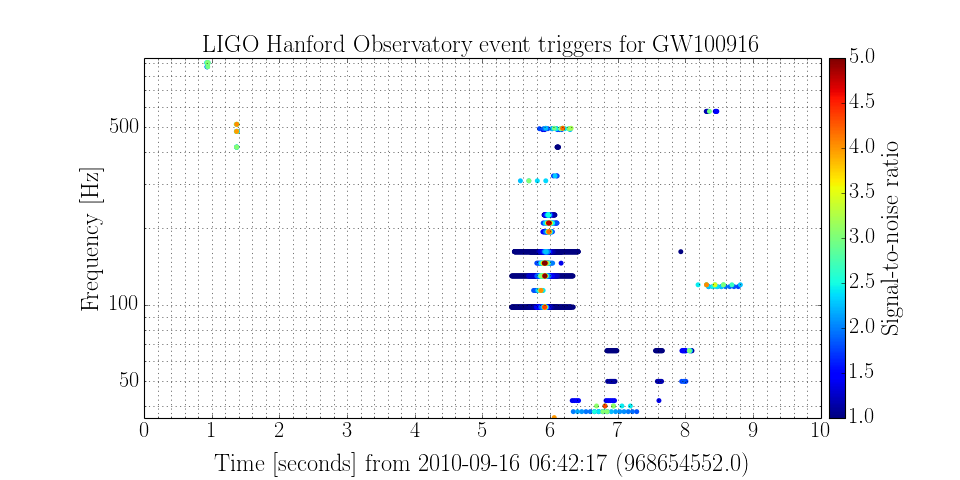 LIGO Hanford Observatory event triggers for GW100916
Frequency [Hz]
500
100
50
0 1 2 3 4 5 6 7 8 9 10
Time [seconds] from 2010-09-16 06:42:17 (968654552.0)
5.0
4.5
4.0
3.5
3.0
2.5
2.0
1.5
1.0
Signal-to-noise ratio